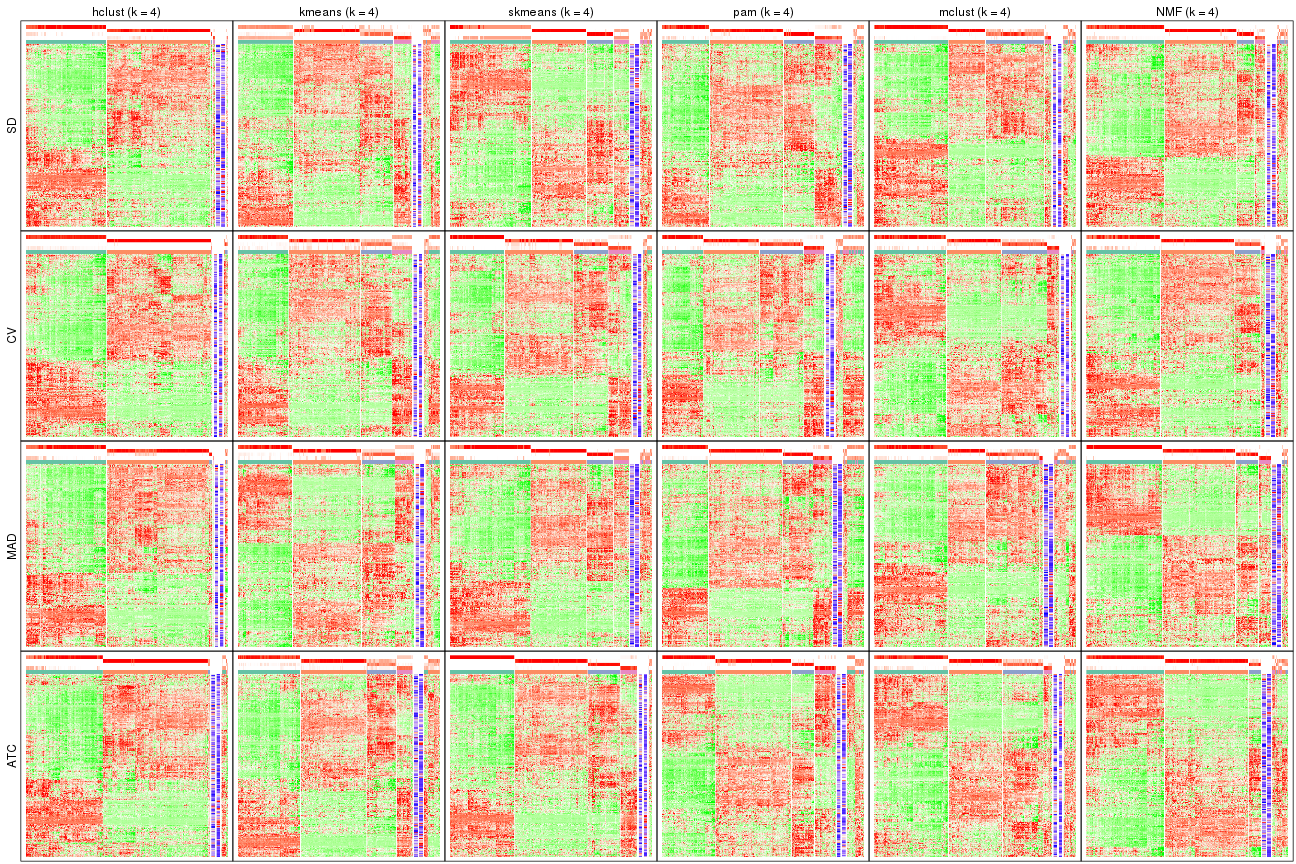 hclust (k = 4) kmeans (k = 4) skmeans (k = 4) pam (k = 4) mclust (k = 4) NMF (k = 4)
SD
CV
MAD
ATC